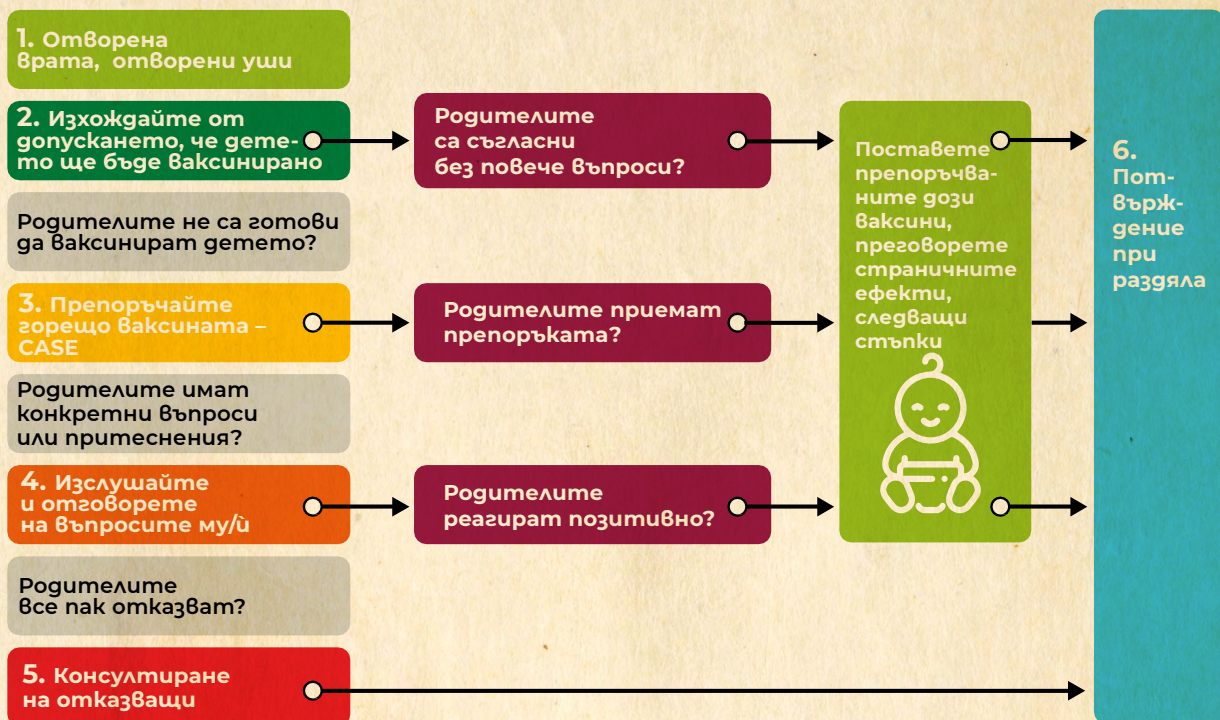 1. Отворена
врата, отворени уши
2. Изхождайте от
допускането, че дете-
то ще бъде ваксинирано
Родителите
са съгласни
без повече въпроси?
Родителите не са готови
да ваксинират детето?
3. Препоръчайте
горещо ваксината –
CASE
Родителите приемат
препоръката?
Родителите имат
конкретни въпроси
или притеснения?
4. Изслушайте
и отговорете
на въпросите му/ѝ
Родителите
реагират позитивно?
Родителите
все пак отказват?
5. Консултиране
на отказващи
Поставете
препоръчва-
ните дози
ваксини,
преговорете
страничните
ефекти,
следващи
стъпки
6.
Пот-
върж-
дение
при
раздяла